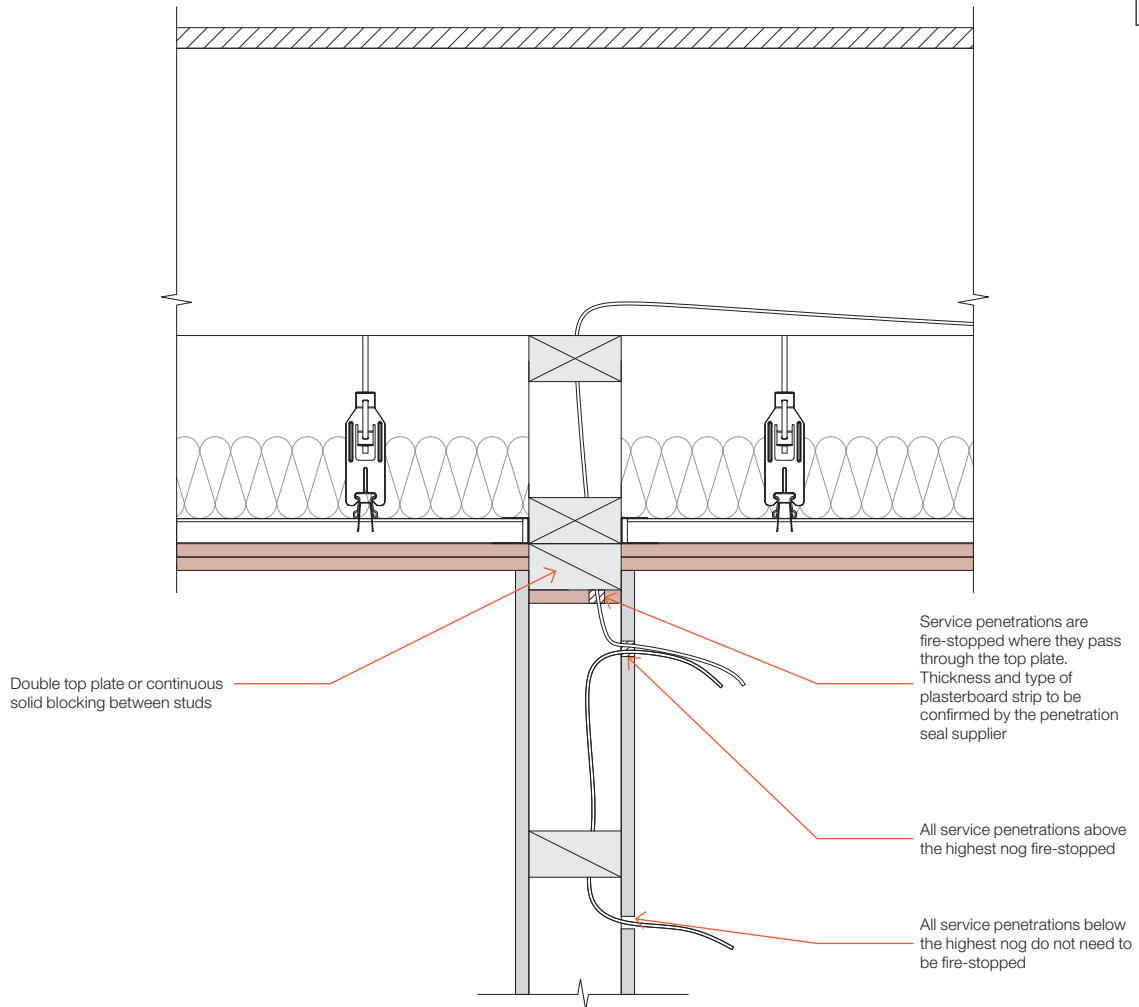 Service penetrations are
fire-stopped where they pass
through the top plate.
Thickness and type of
plasterboard strip to be
confirmed by the penetration
seal supplier
Double top plate or continuous
solid blocking between studs
All service penetrations above
the highest nog fire-stopped
All service penetrations below
the highest nog do not need to
be fire-stopped